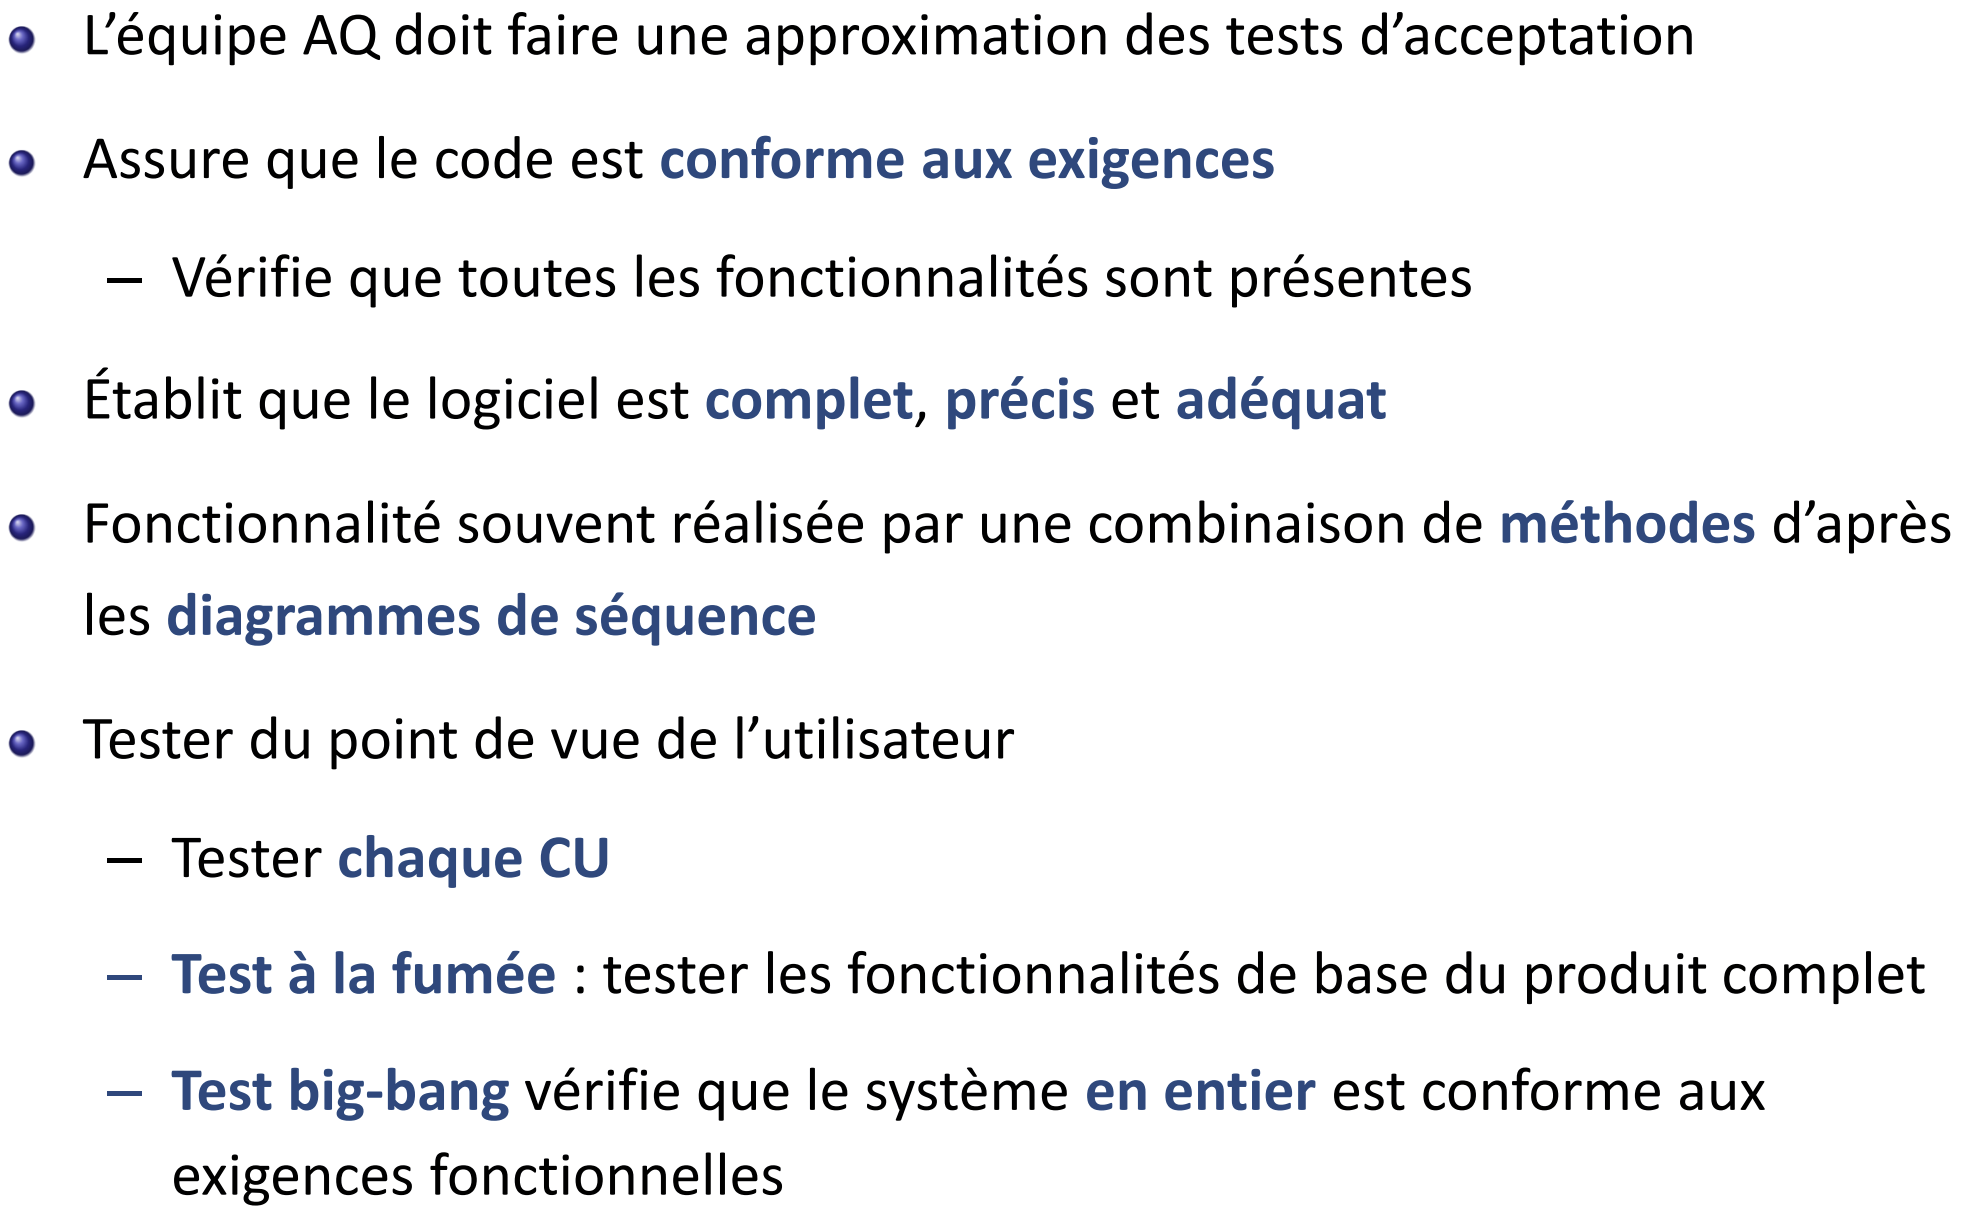 L’équipe AQ doit faire une approximation des tests d’acceptation
Assure que le code est conforme aux exigences
– Vérifie que toutes les fonctionnalités sont présentes
Établit que le logiciel est complet, précis et adéquat
Fonctionnalité souvent réalisée par une combinaison de méthodes d’après
les diagrammes de séquence
Tester du point de vue de l’utilisateur
– Tester chaque CU
– Test à la fumée : tester les fonctionnalités de base du produit complet
– Test big-bang vérifie que le système en entier est conforme aux
exigences fonctionnelles